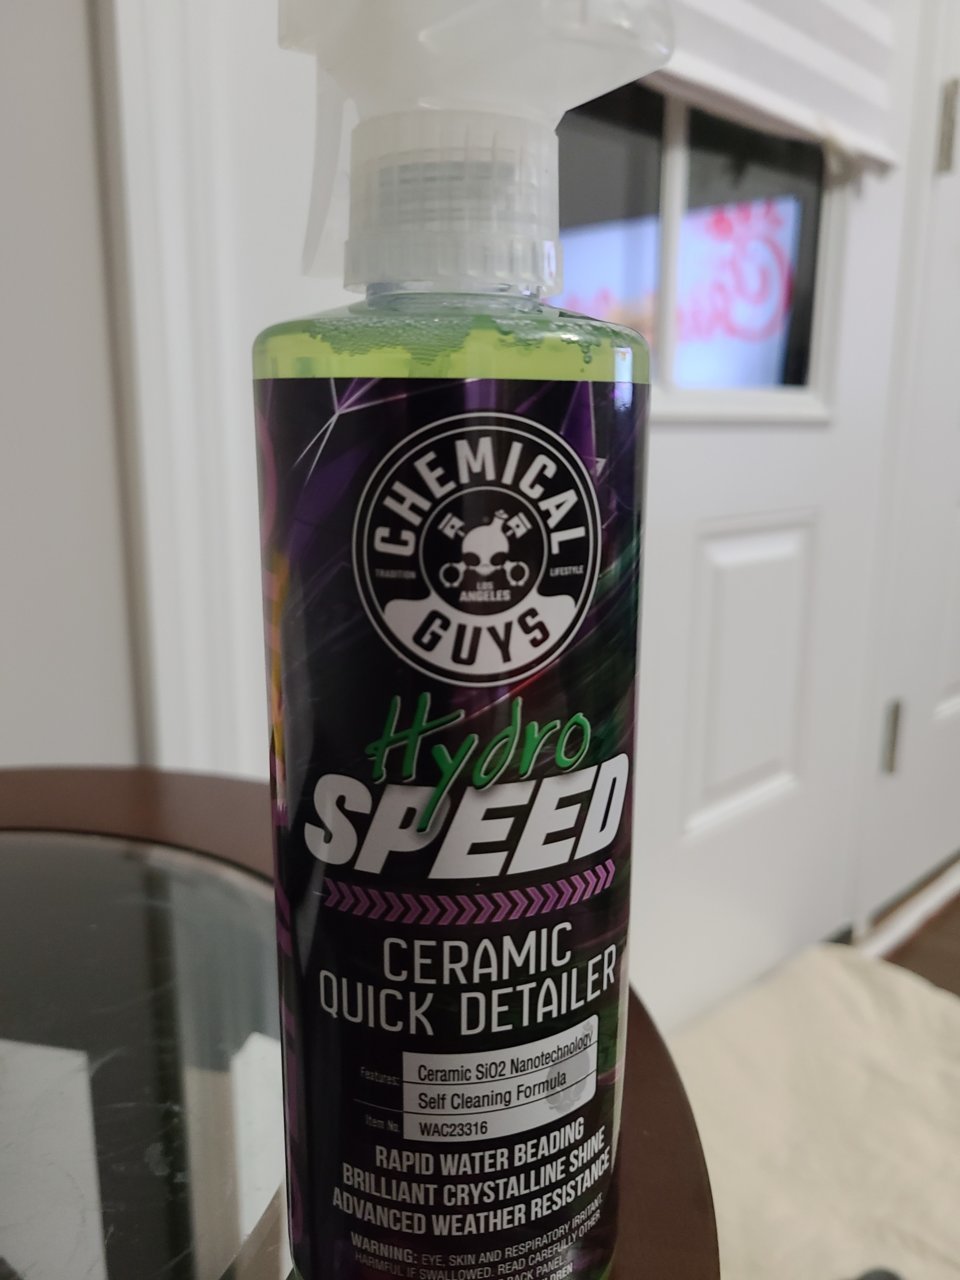 CHEMICAL
TRADITION
LIFESTYLE
LOS
ANGELES
GUYS
Hydro
SPEED
CERAMIC
QUICK DETAILER
Features: Ceramic SiO2 Nanotechnology
Self Cleaning Formula
Item No. WAC23316
RAPID WATER BEADING
BRILLIANT CRYSTALLINE SHINE
ADVANCED WEATHER RESISTANCE
WARNING: EYE, SKIN AND RESPIRATORY IRRITANT.
HARMFUL IF SWALLOWED. READ CAREFULLY OTHER
BACK PANEL